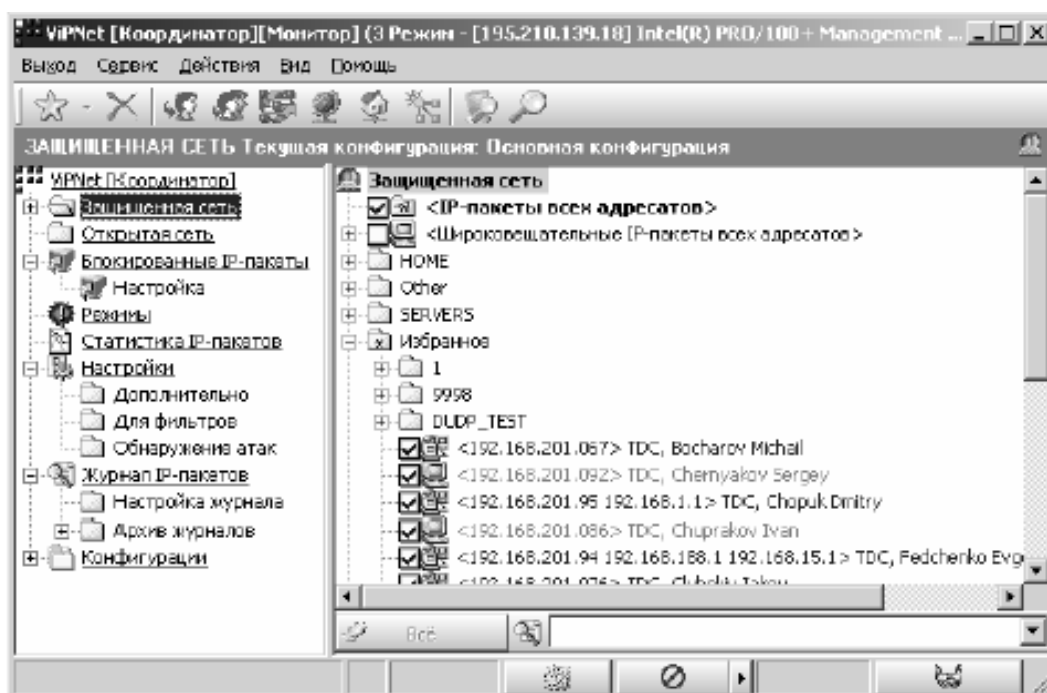 ViPNet [Координатор][Монитор] (3 Режим - [195.210.139.18] Intel(R) PRO/100+ Management ...
Выход Сервис Действия Вид Помощь
ЗАЩИЩЕННАЯ СЕТЬ Текущая конфигурация: Основная конфигурация
ViPNet [Координатор]
Защищенная сеть
Открытая сеть
Блокированные IP-пакеты
Настройка
Режимы
Статистика IP-пакетов
Настройки
Дополнительно
Для фильтров
Обнаружение атак
Журнал IP-пакетов
Настройка журнала
Архив журналов
Конфигурации
Защищенная сеть
<IP-пакеты всех адресатов>
<Широковещательные IP-пакеты всех адресатов>
HOME
Other
SERVERS
Избранное
1
9998
DUDP_TEST
<192.168.201.067> TDC, Bocharov Michail
<192.168.201.092> TDC, Chernyakov Sergey
<192.168.201.95 192.168.1.1> TDC, Chopuk Dmitry
<192.168.201.086> TDC, Chuprakov Ivan
<192.168.201.94 192.168.188.1 192.168.15.1> TDC, Fedchenko Evg
Всё